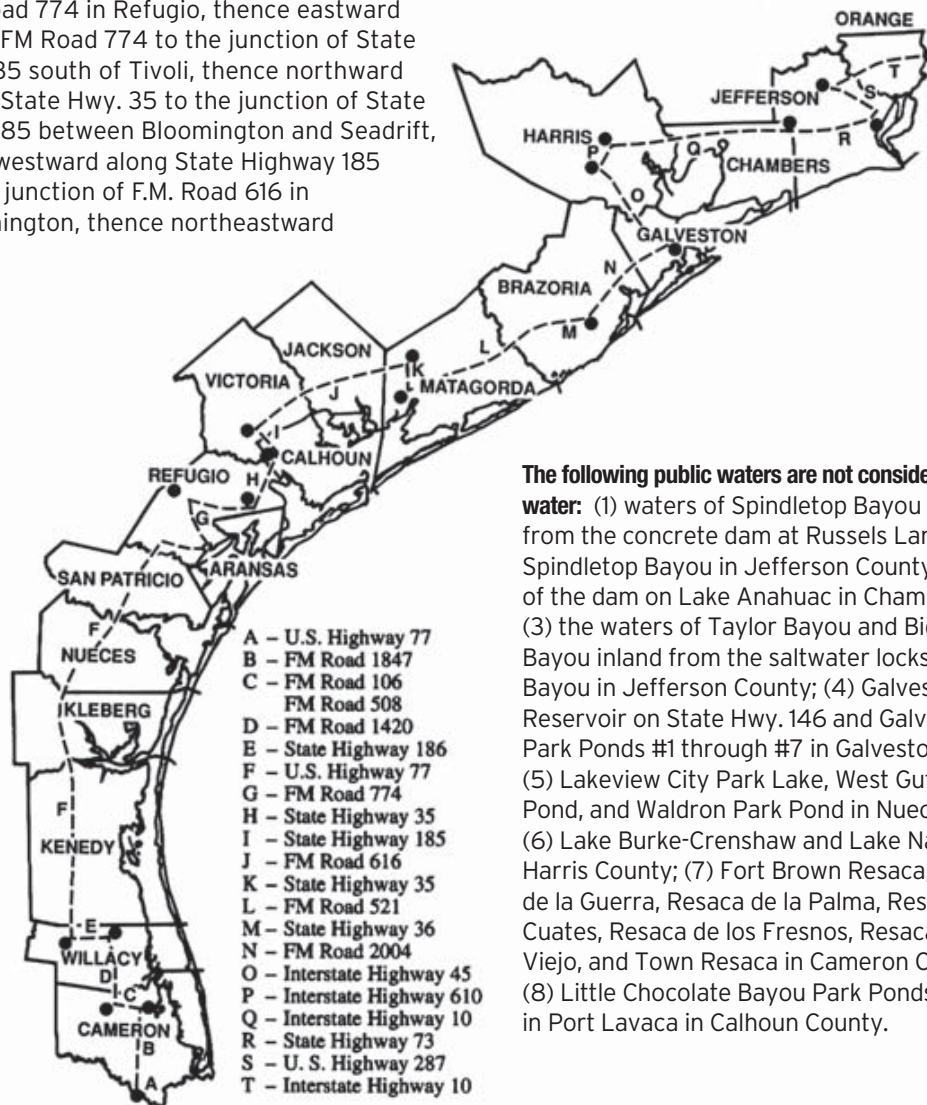 oad 774 in Refugio, thence eastward
FM Road 774 to the junction of State
35 south of Tivoli, thence northward
State Hwy. 35 to the junction of State
85 between Bloomington and Seadrift,
westward along State Highway 185
junction of F.M. Road 616 in
ington, thence northeastward
ORANGE
T
S
JEFFERSON
R
HARRIS
P
Q
CHAMBERS
O
GALVESTON
N
BRAZORIA
M
L
JACKSON
K
MATAGORDA
VICTORIA
J
I
CALHOUN
REFUGIO
H
G
ARANSAS
SAN PATRICIO
F
NUECES
KLEBERG
F
KENEDY
E
WILLACY
D
C
CAMERON
B
A
A – U.S. Highway 77
B – FM Road 1847
C – FM Road 106
FM Road 508
D – FM Road 1420
E – State Highway 186
F – U.S. Highway 77
G – FM Road 774
H – State Highway 35
I – State Highway 185
J – FM Road 616
K – State Highway 35
L – FM Road 521
M – State Highway 36
N – FM Road 2004
O – Interstate Highway 45
P – Interstate Highway 610
Q – Interstate Highway 10
R – State Highway 73
S – U. S. Highway 287
T – Interstate Highway 10
The following public waters are not conside
water: (1) waters of Spindletop Bayou
from the concrete dam at Russels Lan
Spindletop Bayou in Jefferson County
of the dam on Lake Anahuac in Cham
(3) the waters of Taylor Bayou and Big
Bayou inland from the saltwater locks
Bayou in Jefferson County; (4) Galves
Reservoir on State Hwy. 146 and Galv
Park Ponds #1 through #7 in Galvesto
(5) Lakeview City Park Lake, West Gu
Pond, and Waldron Park Pond in Nuec
(6) Lake Burke-Crenshaw and Lake Na
Harris County; (7) Fort Brown Resaca,
de la Guerra, Resaca de la Palma, Res
Cuates, Resaca de los Fresnos, Resaca
Viejo, and Town Resaca in Cameron C
(8) Little Chocolate Bayou Park Ponds
in Port Lavaca in Calhoun County.